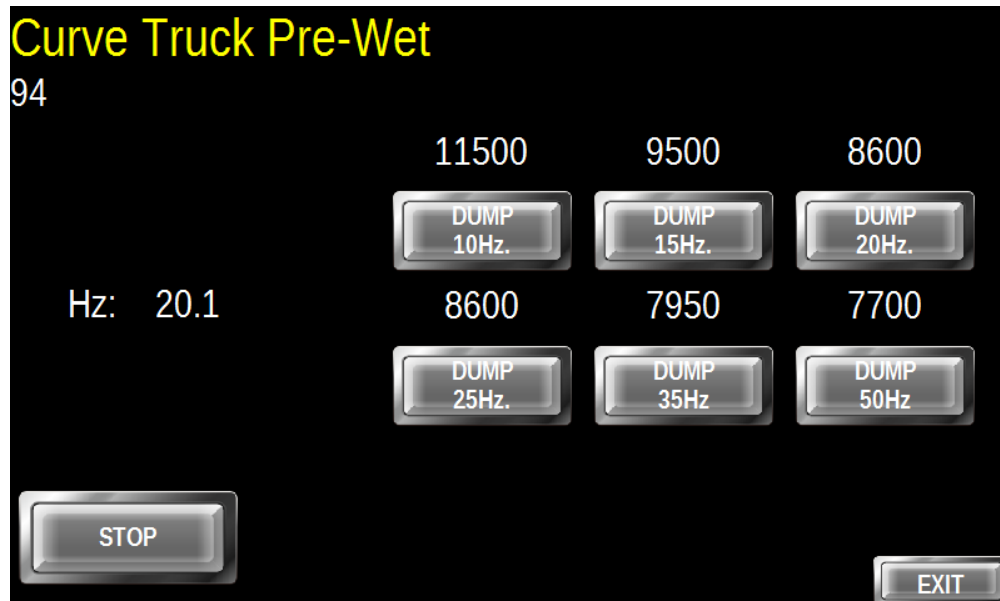 Curve Truck Pre-Wet
94
11500 9500 8600
DUMP DUMP DUMP
10Hz. 15Hz. 20Hz.
Hz: 20.1 8600 7950 7700
DUMP DUMP DUMP
25Hz. 35Hz 50Hz
STOP
EXIT